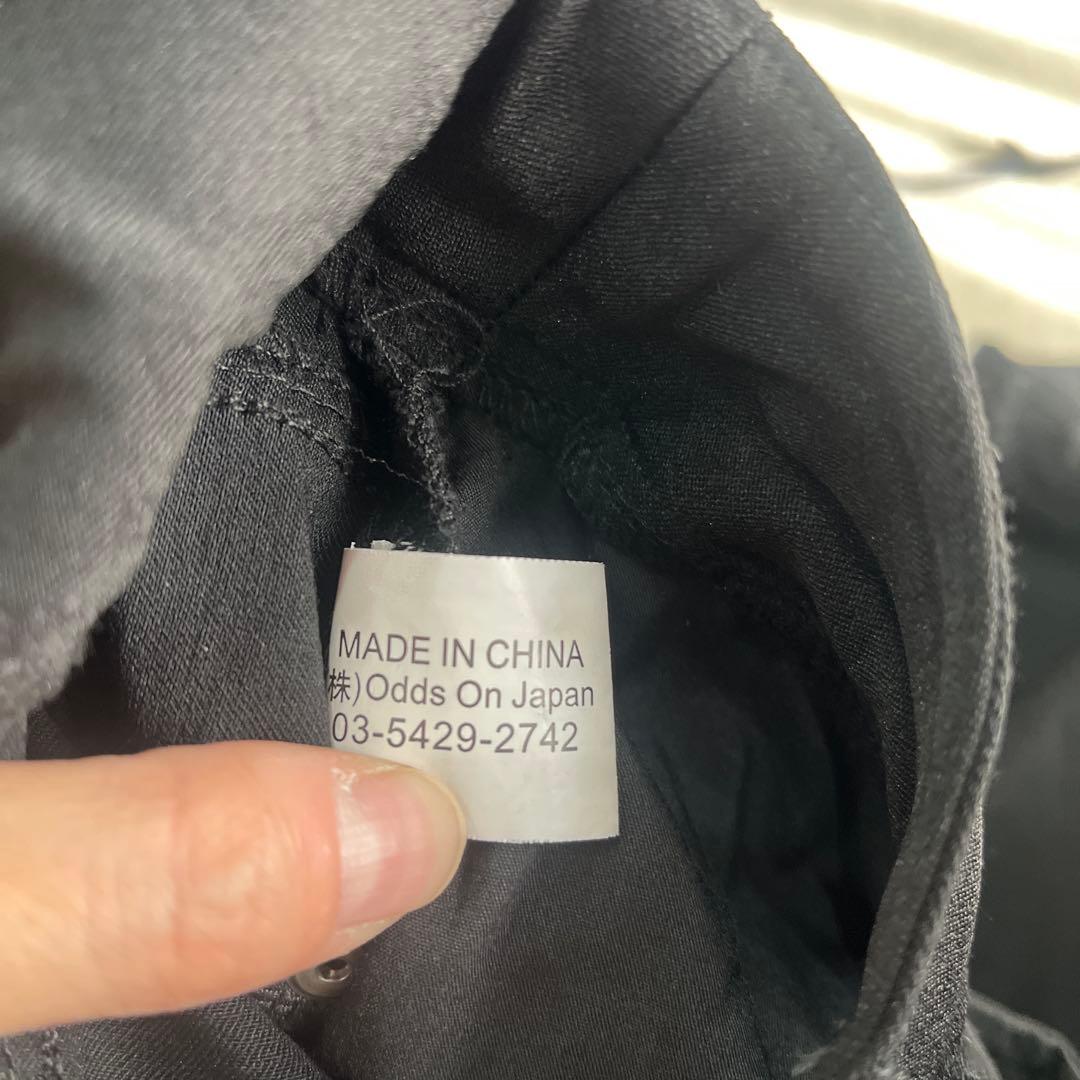 MADE IN CHINA
株)Odds On Japan
03-5429-2742